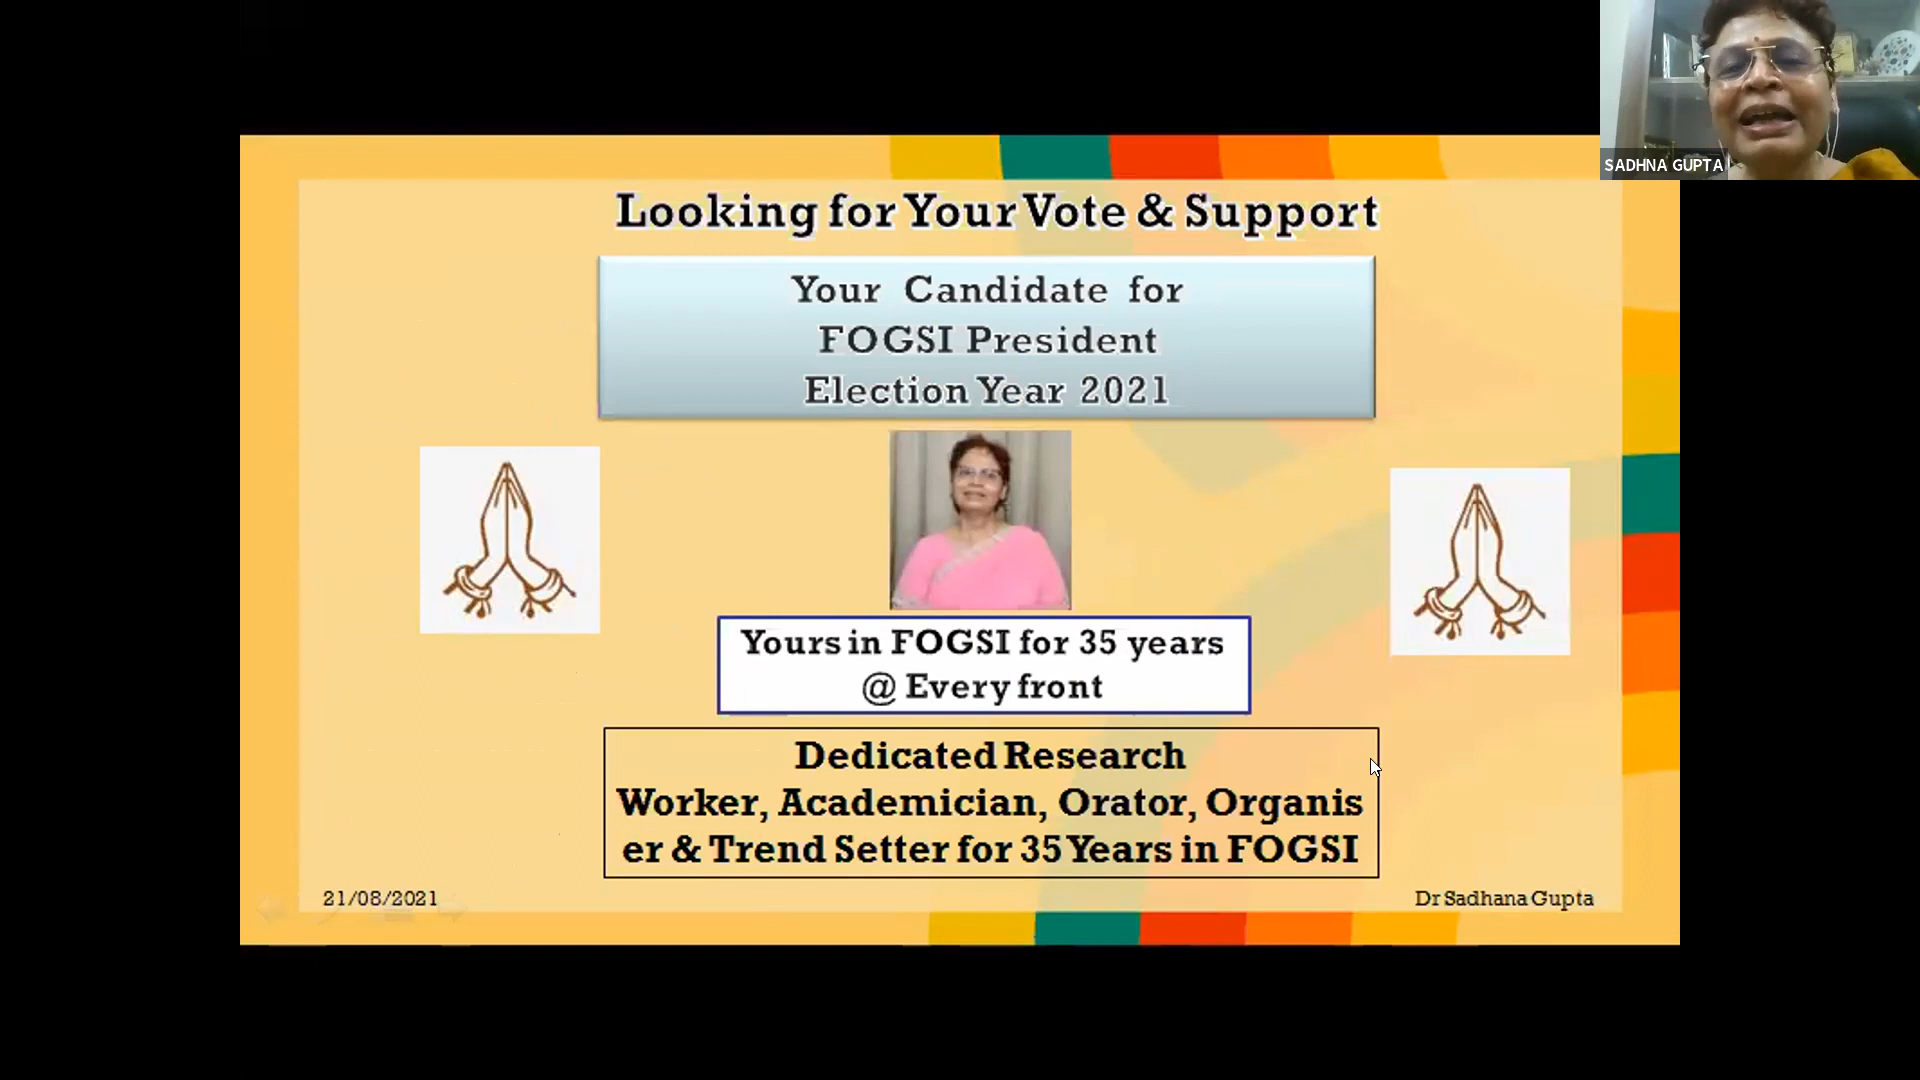 SADHNA GUPTA
Looking for Your Vote & Support
Your Candidate for
FOGSI President
Election Year 2021
Yours in FOGSI for 35 years
@ Every front
Dedicated Research
Worker, Academician, Orator, Organis
er & Trend Setter for 35 Years in FOGSI
21/08/2021
Dr Sadhana Gupta